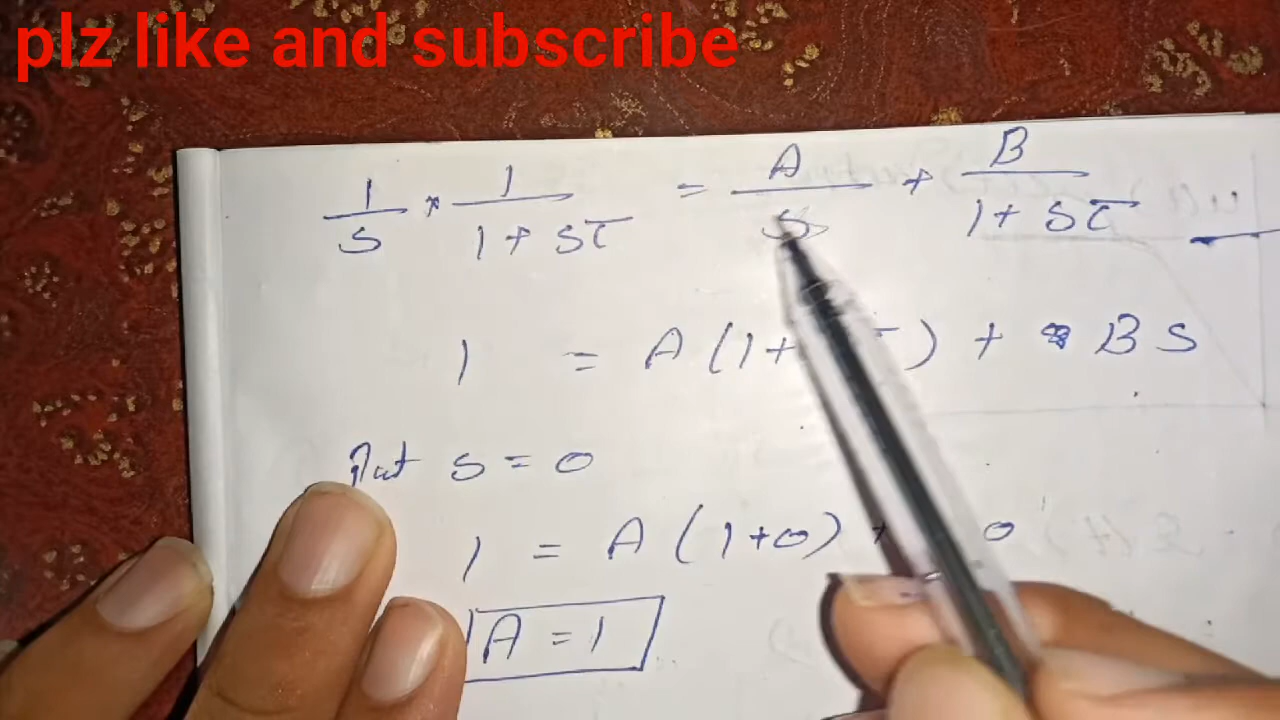 plz like and subscribe
1/s * 1/(1 + sτ) = A/s + B/(1 + sτ)
1 = A(1+ ) + B S
Put s = 0
1 = A(1+0) + 0
A = 1